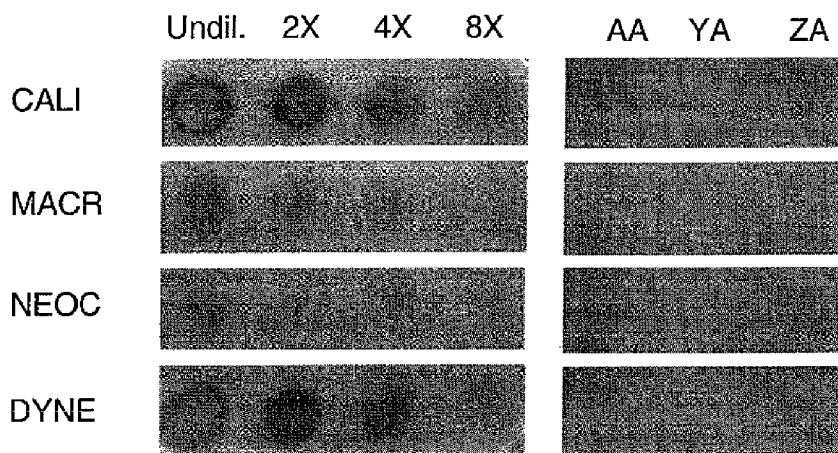 Undil. 2X 4X 8X AA YA ZA
CALI
MACR
NEOC
DYNE